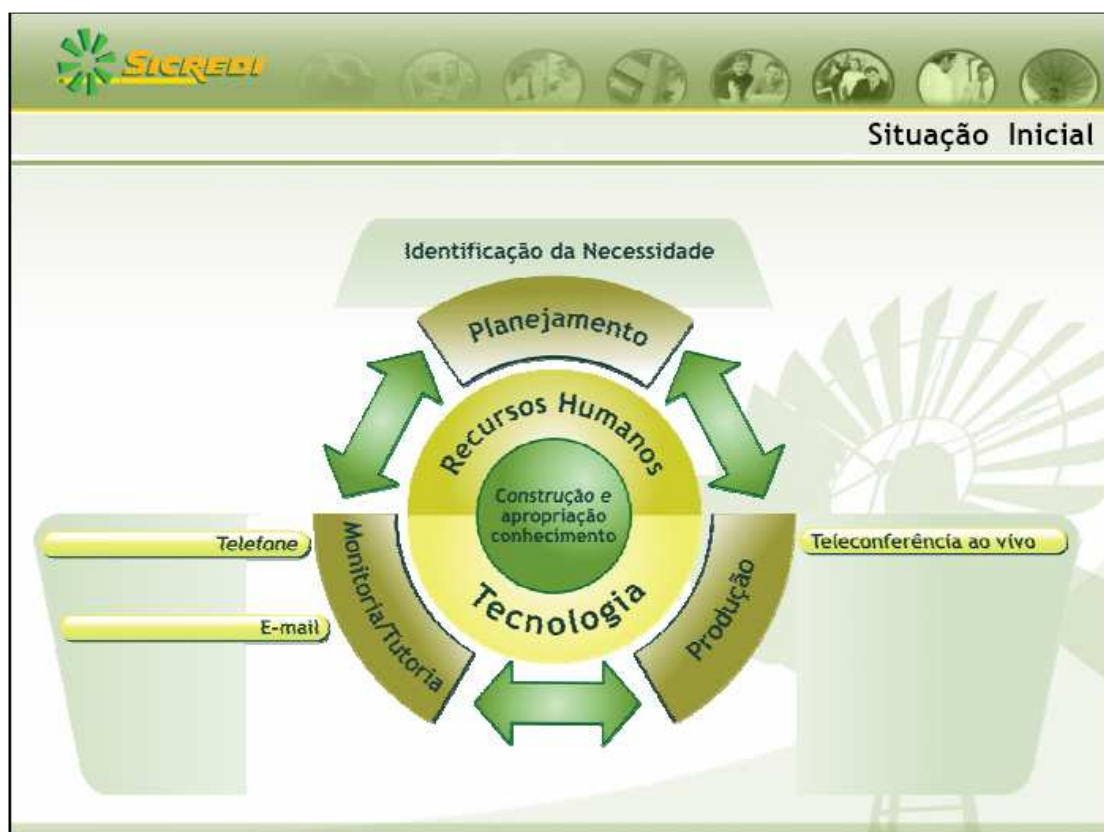 SICREDI
Situação Inicial
Identificação da Necessidade
Planejamento
Recursos Humanos
Construção e
apropriação
conhecimento
Tecnologia
Monitoria/Tutoria
Telefone
E-mail
Produção
Teleconferência ao vivo